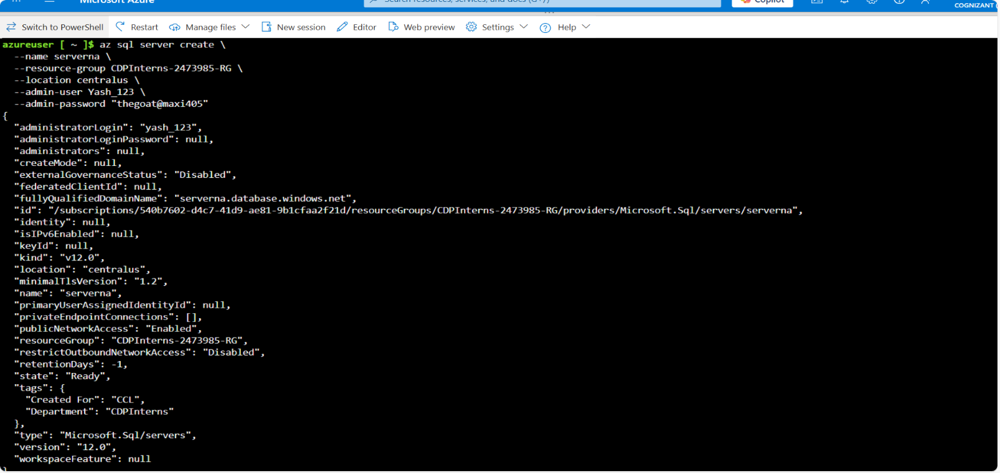 Microsoft Azure
Search resources, services, and docs (G+/)
Copilot
COGNIZANT
Switch to PowerShell Restart Manage files New session Editor Web preview Settings Help
azureuser [ ~ ]$ az sql server create \
--name serverna \
--resource-group CDPInterns-2473985-RG \
--location centralus \
--admin-user Yash_123 \
--admin-password "thegoat@maxi405"
{
"administratorLogin": "yash_123",
"administratorLoginPassword": null,
"administrators": null,
"createMode": null,
"externalGovernanceStatus": "Disabled",
"federatedClientId": null,
"fullyQualifiedDomainName": "serverna.database.windows.net",
"id": "/subscriptions/540b7602-d4c7-41d9-ae81-9b1cfaa2f21d/resourceGroups/CDPInterns-2473985-RG/providers/Microsoft.Sql/servers/serverna",
"identity": null,
"isIPv6Enabled": null,
"keyId": null,
"kind": "v12.0",
"location": "centralus",
"minimalTlsVersion": "1.2",
"name": "serverna",
"primaryUserAssignedIdentityId": null,
"privateEndpointConnections": [],
"publicNetworkAccess": "Enabled",
"resourceGroup": "CDPInterns-2473985-RG",
"restrictOutboundNetworkAccess": "Disabled",
"retentionDays": -1,
"state": "Ready",
"tags": {
"Created For": "CCL",
"Department": "CDPInterns"
},
"type": "Microsoft.Sql/servers",
"version": "12.0",
"workspaceFeature": null
}